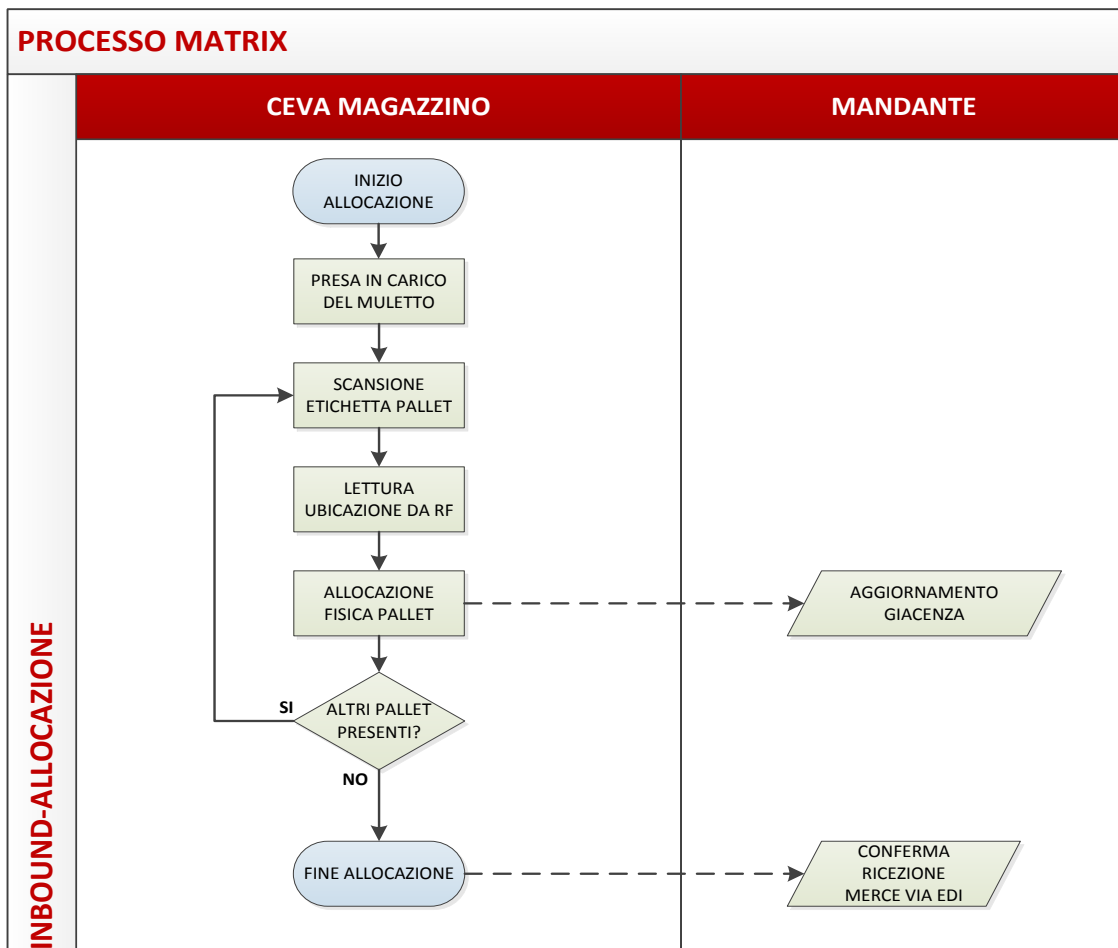 PROCESSO MATRIX
CEVA MAGAZZINO
MANDANTE
INBOUND-ALLOCAZIONE
INIZIO
ALLOCAZIONE
PRESA IN CARICO
DEL MULETTO
SCANSIONE
ETICHETTA PALLET
LETTURA
UBICAZIONE DA RF
ALLOCAZIONE
FISICA PALLET
AGGIORNAMENTO
GIACENZA
SI
ALTRI PALLET
PRESENTI?
NO
FINE ALLOCAZIONE
CONFERMA
RICEZIONE
MERCE VIA EDI